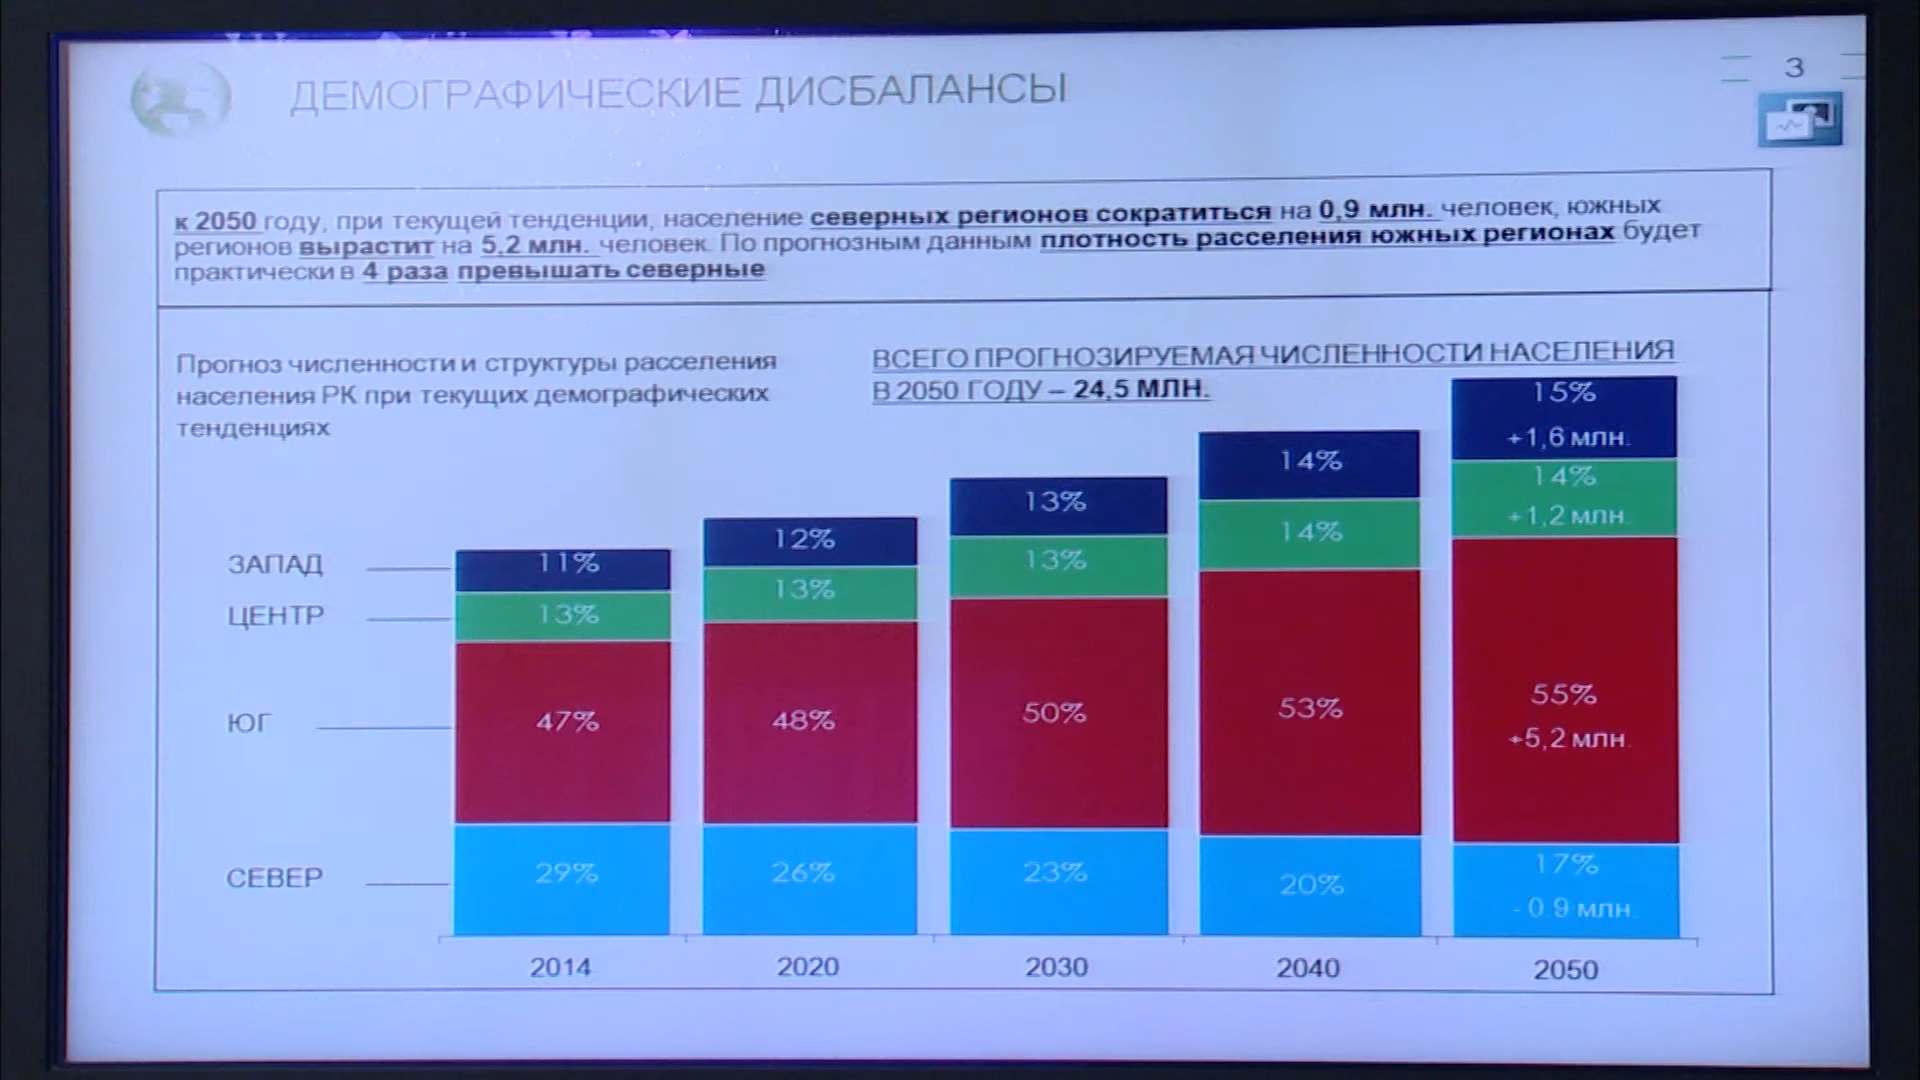 ДЕМОГРАФИЧЕСКИЕ ДИСБАЛАНСЫ
3
к 2050 году, при текущей тенденции, население северных регионов сократиться на 0,9 млн. человек, южных
регионов вырастит на 5,2 млн. человек. По прогнозным данным плотность расселения южных регионах будет
практически в 4 раза превышать северные
Прогноз численности и структуры расселения
населения РК при текущих демографических
тенденциях
ВСЕГО ПРОГНОЗИРУЕМАЯ ЧИСЛЕННОСТИ НАСЕЛЕНИЯ
В 2050 ГОДУ – 24,5 МЛН.
ЗАПАД
11%
12%
13%
14%
15%
+1,6 млн.
ЦЕНТР
13%
13%
13%
14%
14%
+1,2 млн.
ЮГ
47%
48%
50%
53%
55%
+5,2 млн.
СЕВЕР
29%
26%
23%
20%
17%
- 0.9 млн.
2014
2020
2030
2040
2050